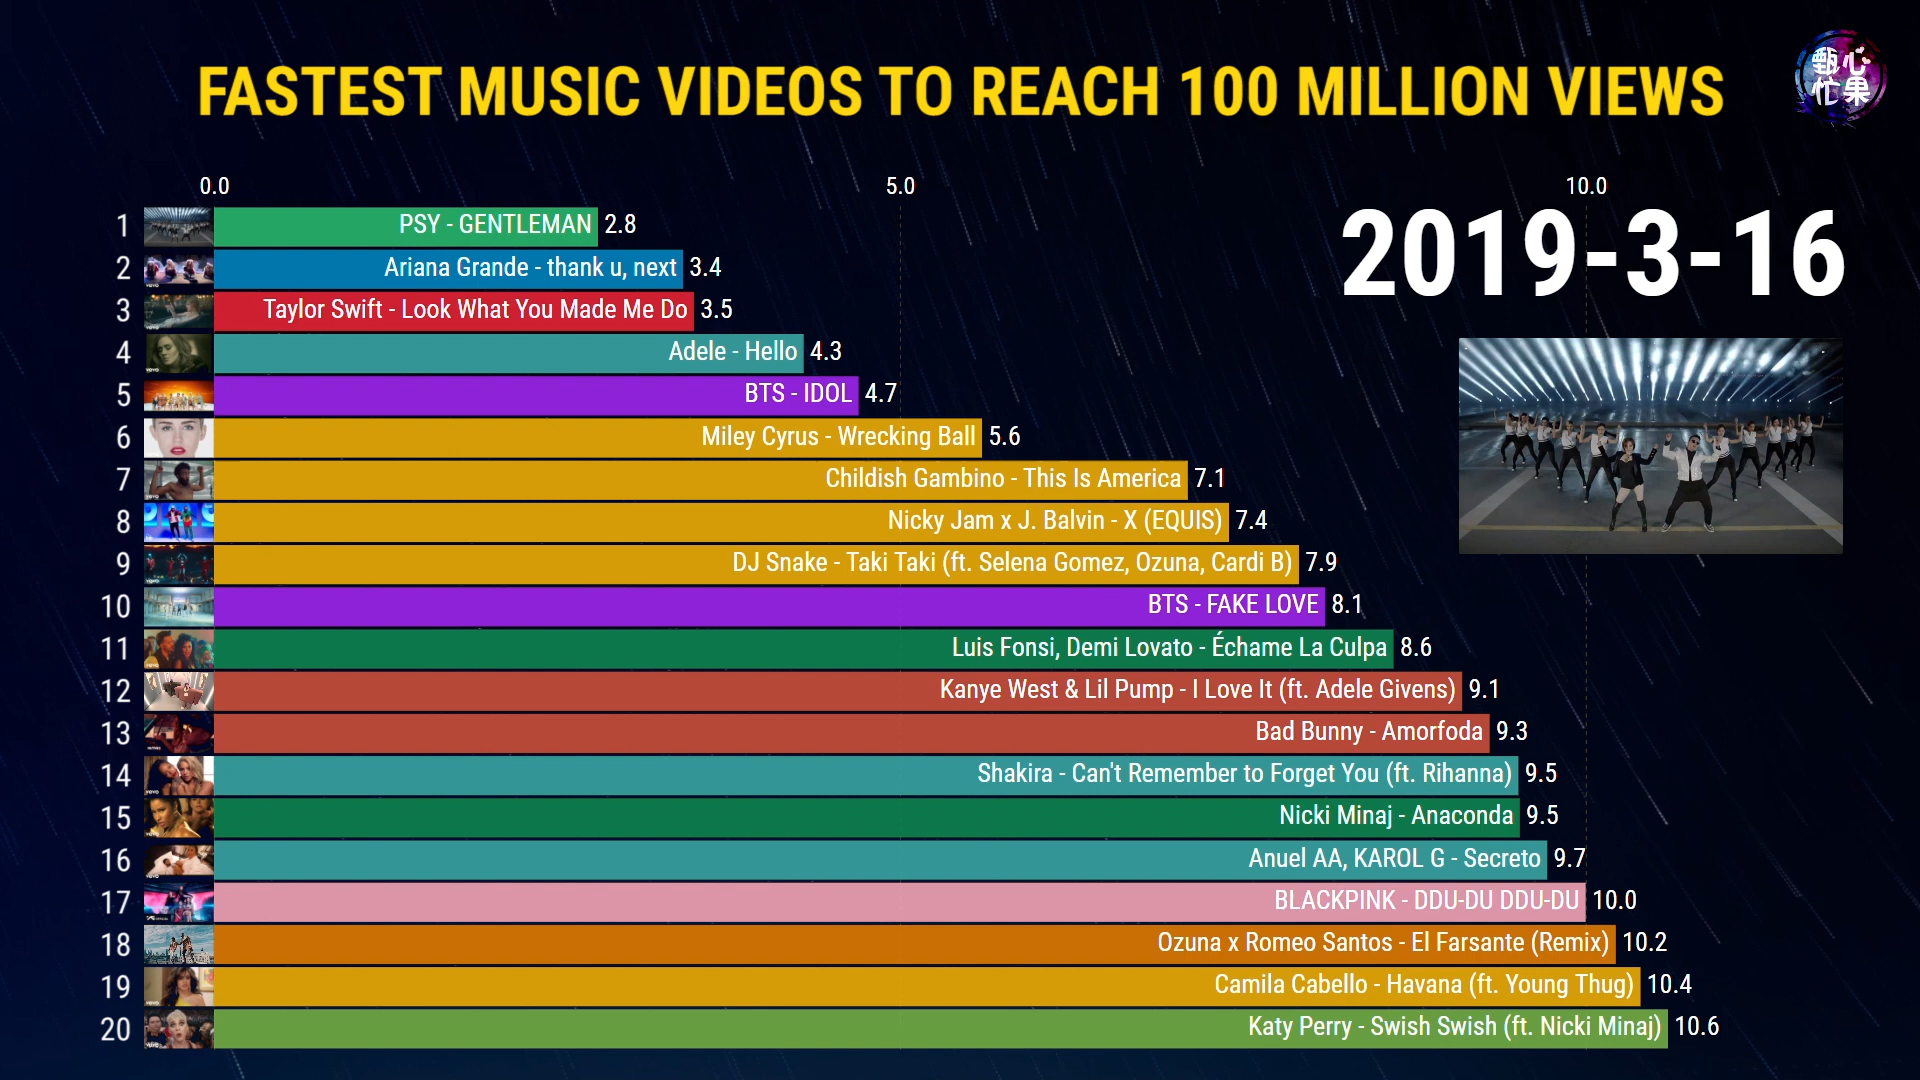 FASTEST MUSIC VIDEOS TO REACH 100 MILLION VIEWS
甄心
忙果
0.0 5.0 10.0
2019-3-16
1 PSY - GENTLEMAN 2.8
2 Ariana Grande - thank u, next 3.4
3 Taylor Swift - Look What You Made Me Do 3.5
4 Adele - Hello 4.3
5 BTS - IDOL 4.7
6 Miley Cyrus - Wrecking Ball 5.6
7 Childish Gambino - This Is America 7.1
8 Nicky Jam x J. Balvin - X (EQUIS) 7.4
9 DJ Snake - Taki Taki (ft. Selena Gomez, Ozuna, Cardi B) 7.9
10 BTS - FAKE LOVE 8.1
11 Luis Fonsi, Demi Lovato - Échame La Culpa 8.6
12 Kanye West & Lil Pump - I Love It (ft. Adele Givens) 9.1
13 Bad Bunny - Amorfoda 9.3
14 Shakira - Can't Remember to Forget You (ft. Rihanna) 9.5
15 Nicki Minaj - Anaconda 9.5
16 Anuel AA, KAROL G - Secreto 9.7
17 BLACKPINK - DDU-DU DDU-DU 10.0
18 Ozuna x Romeo Santos - El Farsante (Remix) 10.2
19 Camila Cabello - Havana (ft. Young Thug) 10.4
20 Katy Perry - Swish Swish (ft. Nicki Minaj) 10.6